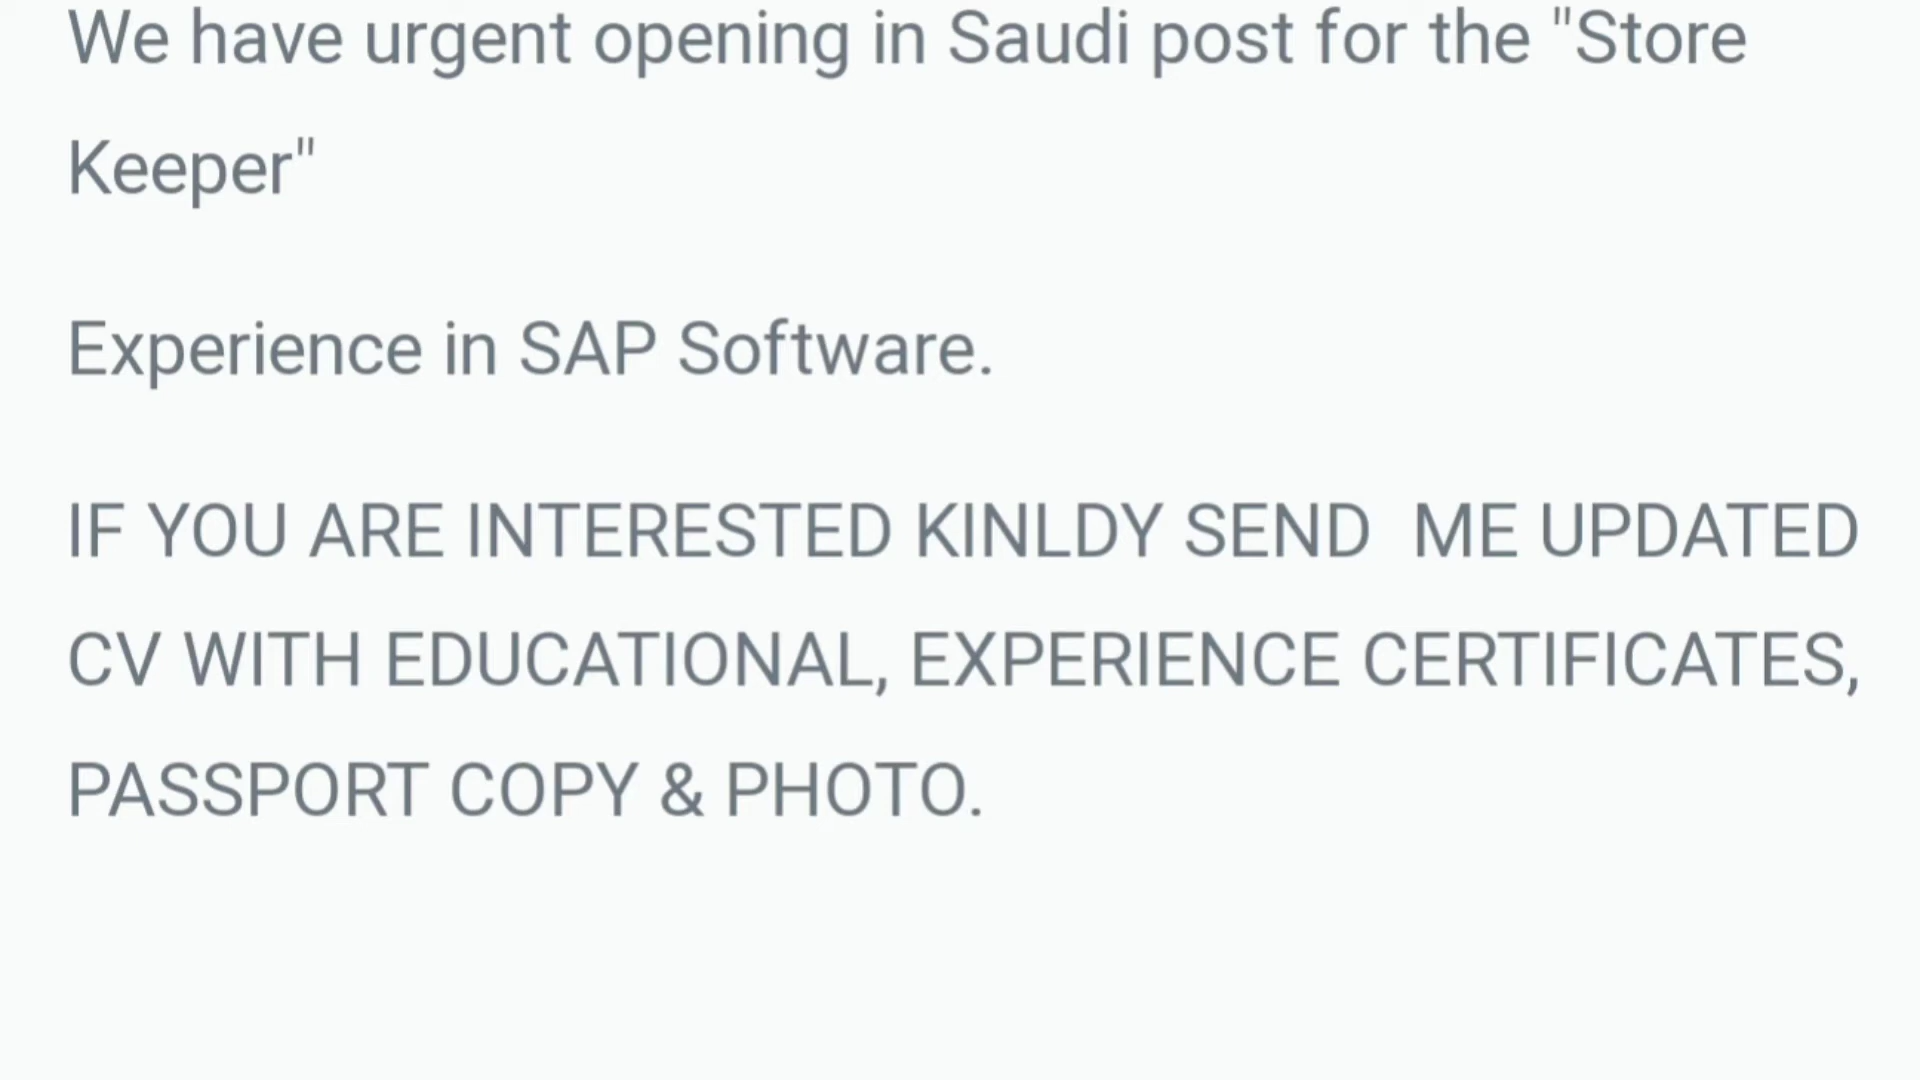 We have urgent opening in Saudi post for the "Store
Keeper"
Experience in SAP Software.
IF YOU ARE INTERESTED KINLDY SEND  ME UPDATED
CV WITH EDUCATIONAL, EXPERIENCE CERTIFICATES,
PASSPORT COPY & PHOTO.